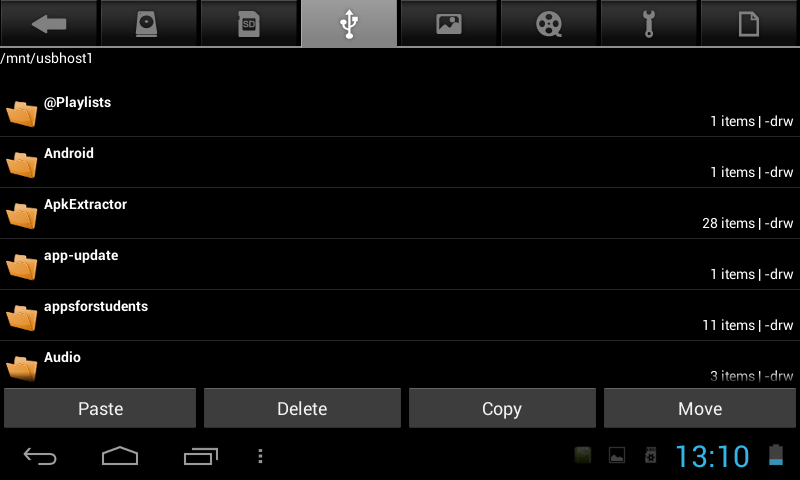 SD
/mnt/usbhost1
@Playlists
1 items | -drw
Android
1 items | -drw
ApkExtractor
28 items | -drw
app-update
1 items | -drw
appsforstudents
11 items | -drw
Audio
3 items | -drw
Paste Delete Copy Move
13:10